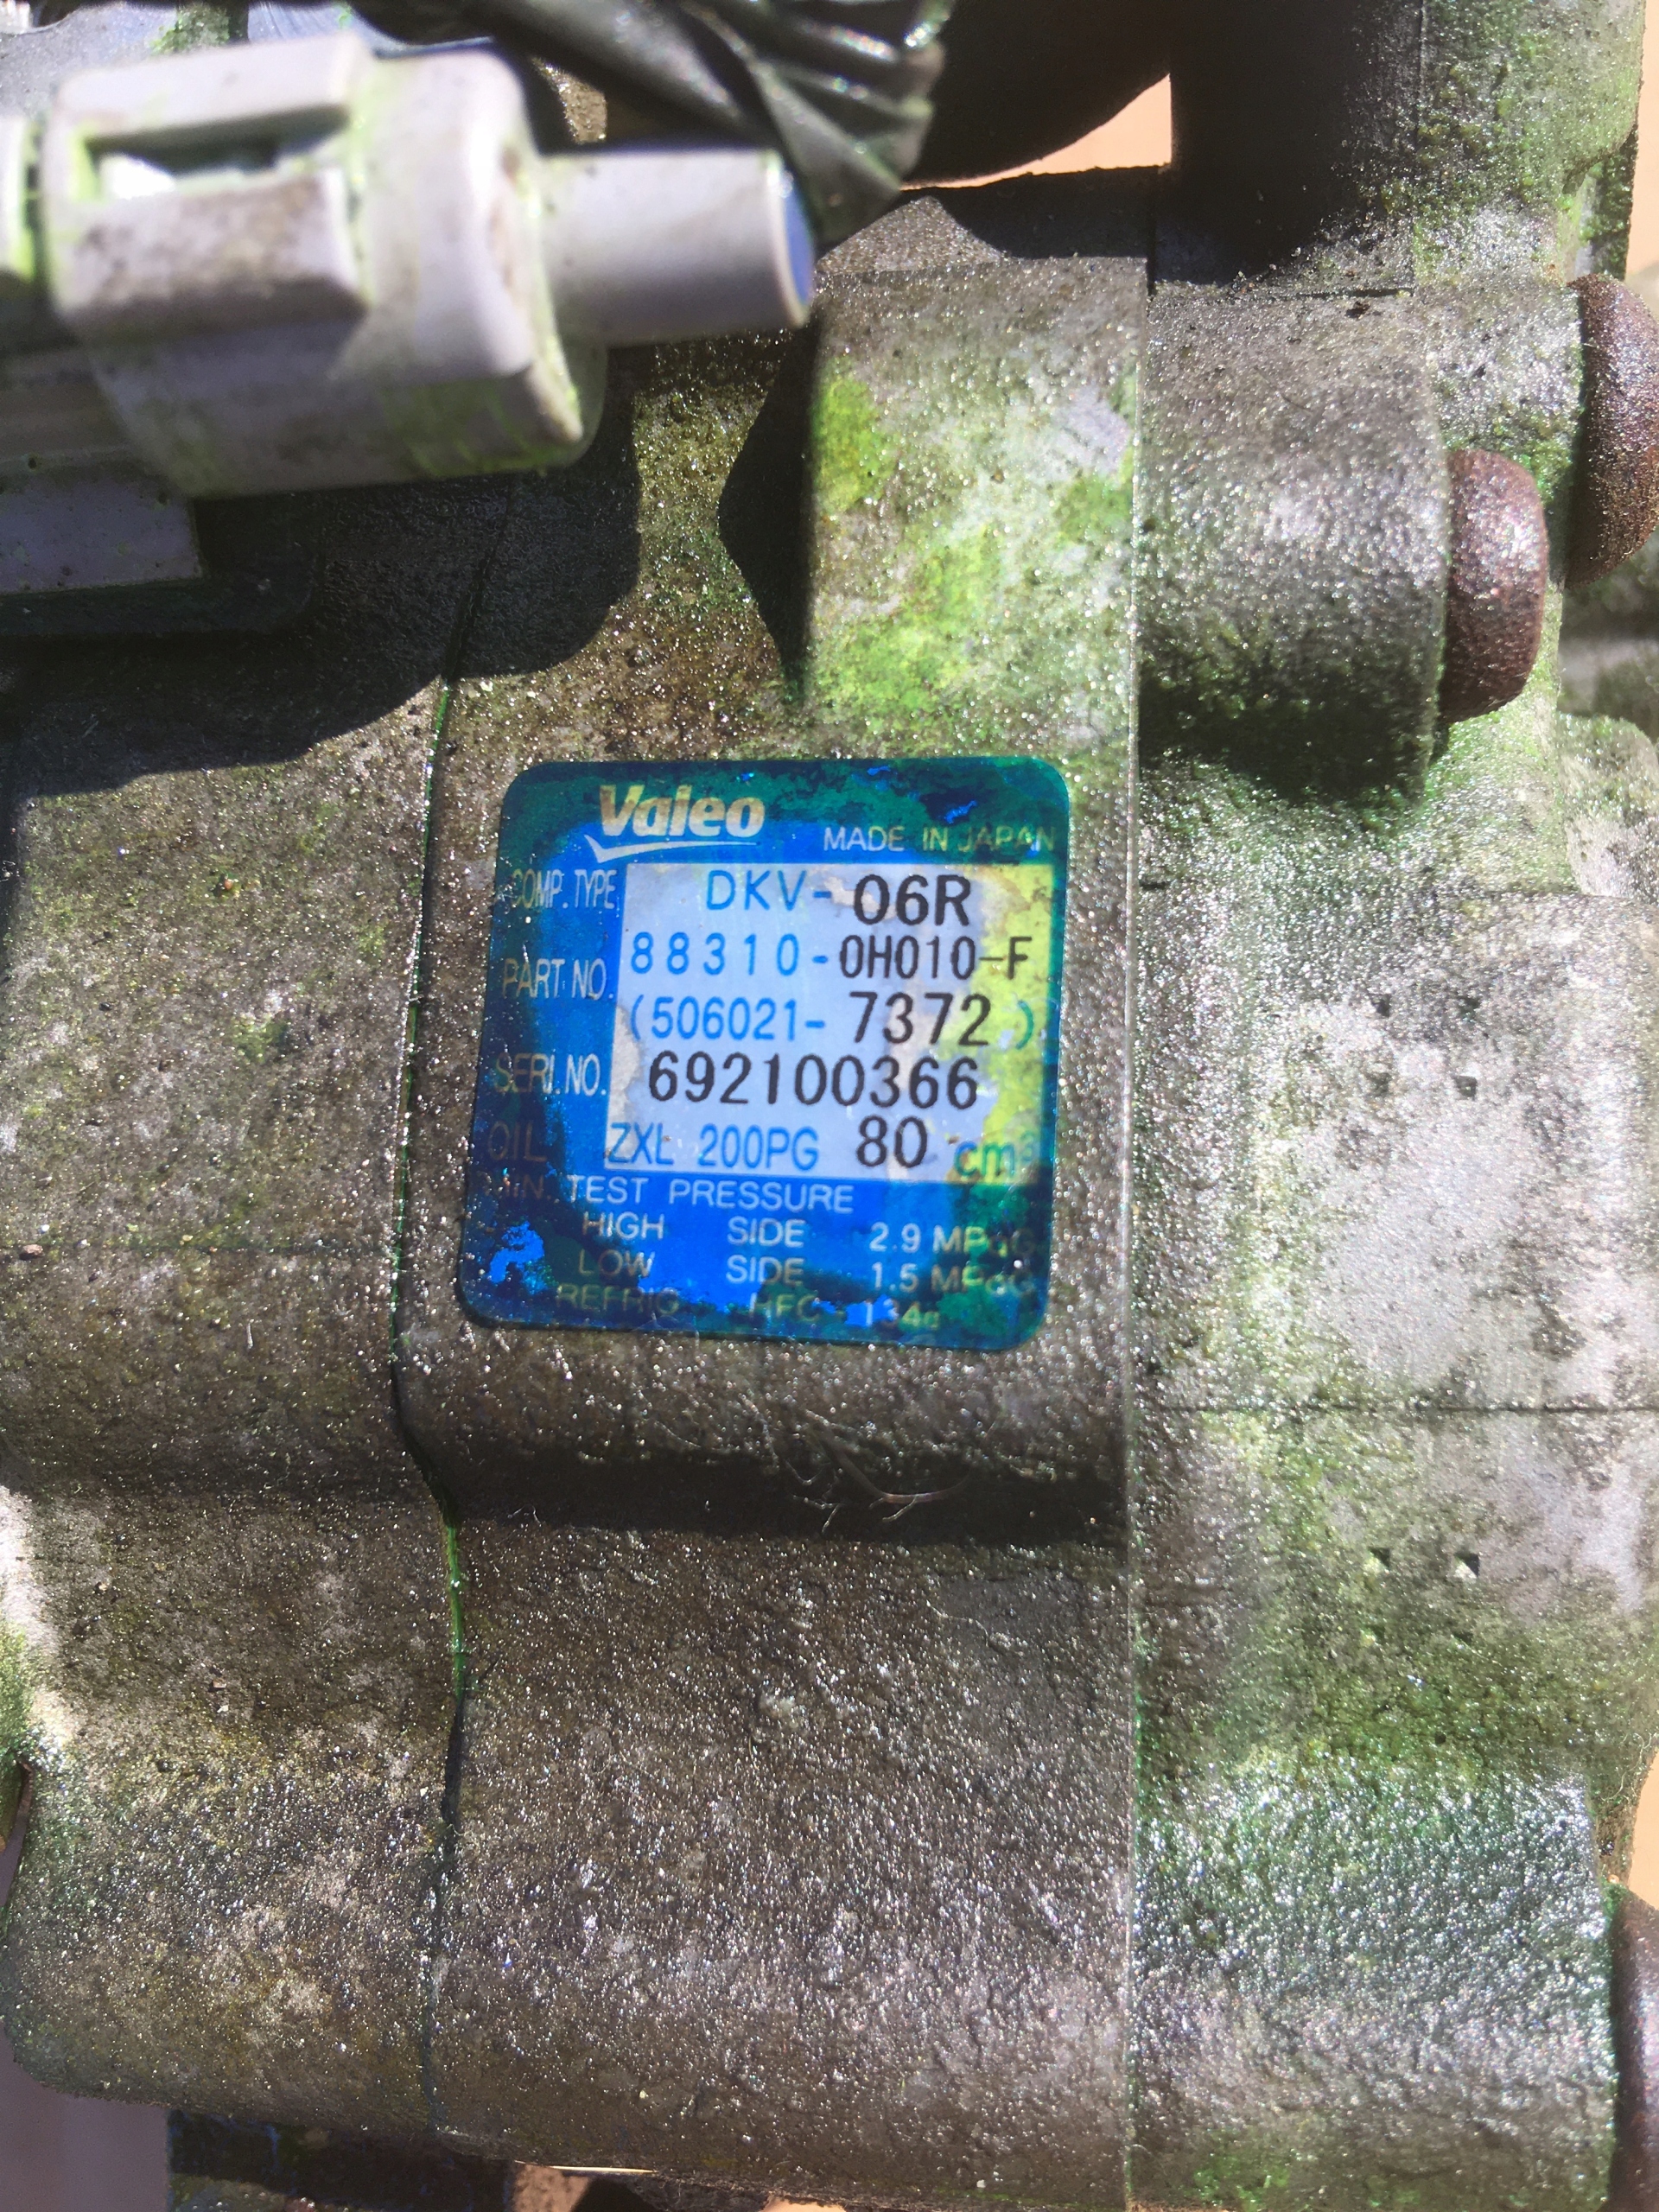 Valeo
MADE IN JAPAN
COMP. TYPE DKV-06R
PART NO. 88310-0H010-F
(506021-7372)
SERI. NO. 692100366
OIL ZXL 200PG 80 cm³
MIN. TEST PRESSURE
HIGH SIDE 2.9 MPaG
LOW SIDE 1.5 MPaG
REFRIG HFC-134a